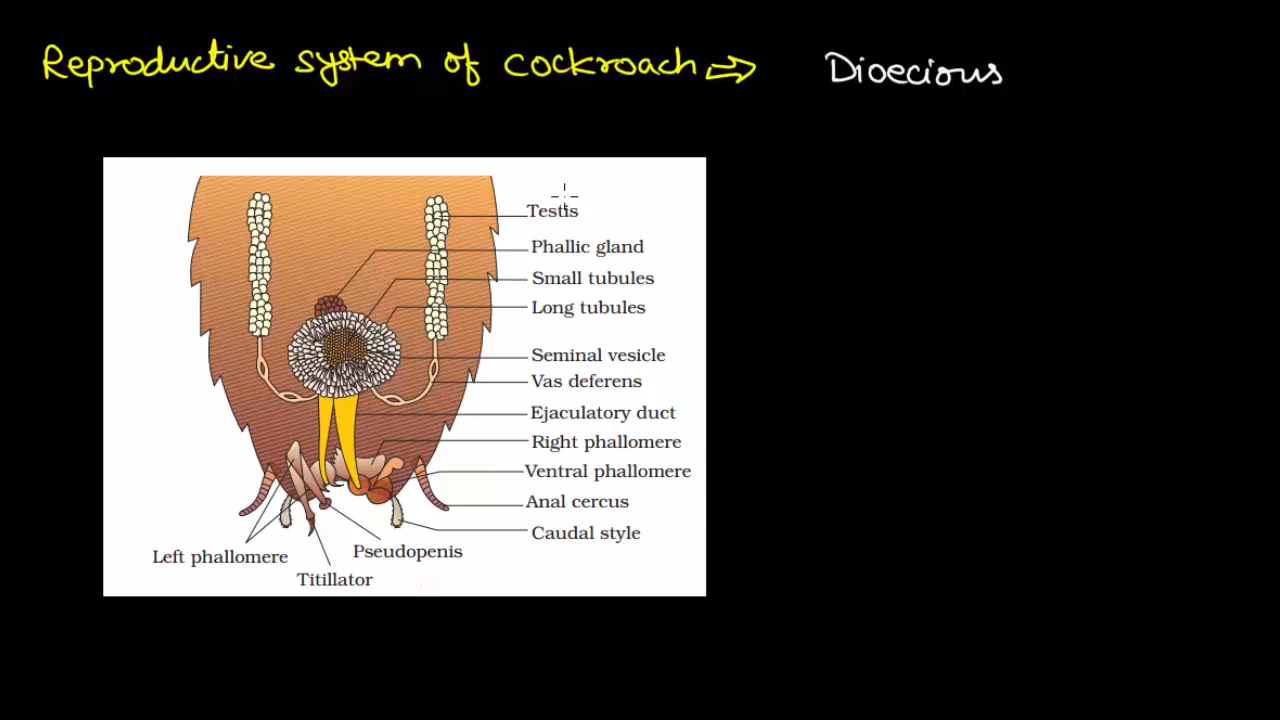 Reproductive system of cockroach ⇒ Dioecious
Testis
Phallic gland
Small tubules
Long tubules
Seminal vesicle
Vas deferens
Ejaculatory duct
Right phallomere
Ventral phallomere
Anal cercus
Caudal style
Pseudopenis
Left phallomere
Titillator